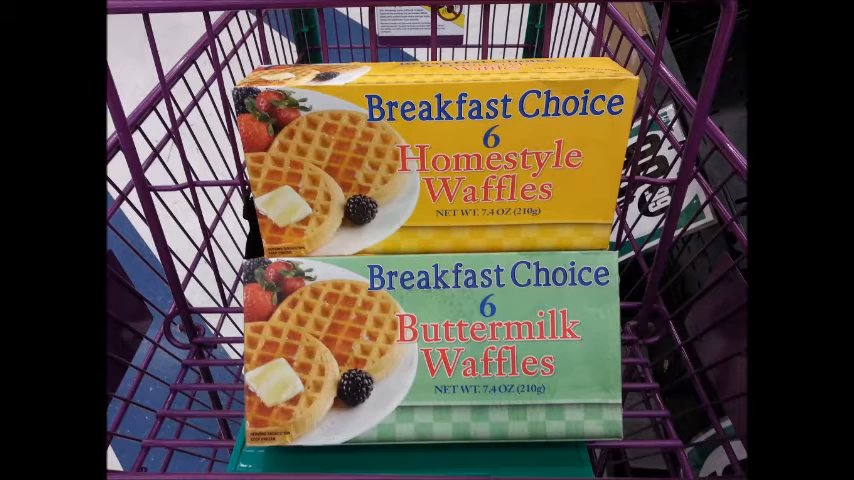 Breakfast Choice
6
Homestyle
Waffles
NET WT. 7.4 OZ (210g)
Breakfast Choice
6
Buttermilk
Waffles
NET WT. 7.4 OZ (210g)